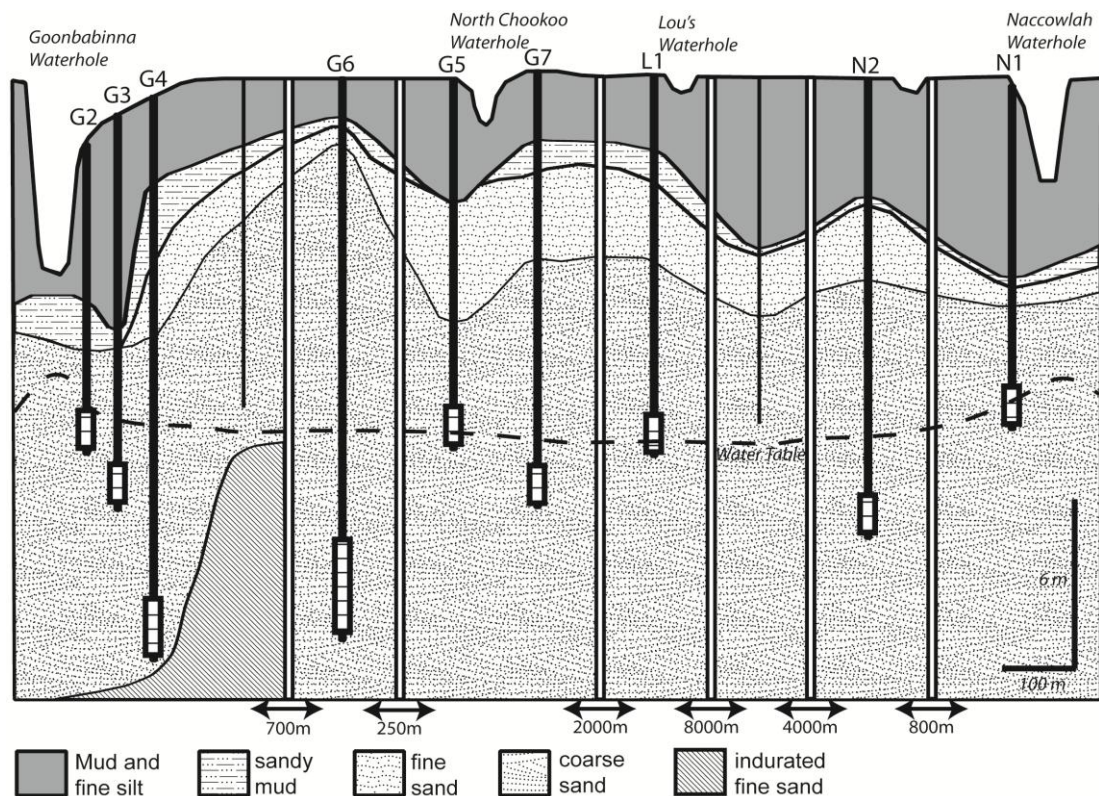 Goonbabinna
Waterhole
North Chookoo
Waterhole
Lou's
Waterhole
Naccowlah
Waterhole
G2
G3
G4
G6
G5
G7
L1
N2
N1
Water Table
6 m
100 m
700m
250m
2000m
8000m
4000m
800m
Mud and
fine silt
sandy
mud
fine
sand
coarse
sand
indurated
fine sand